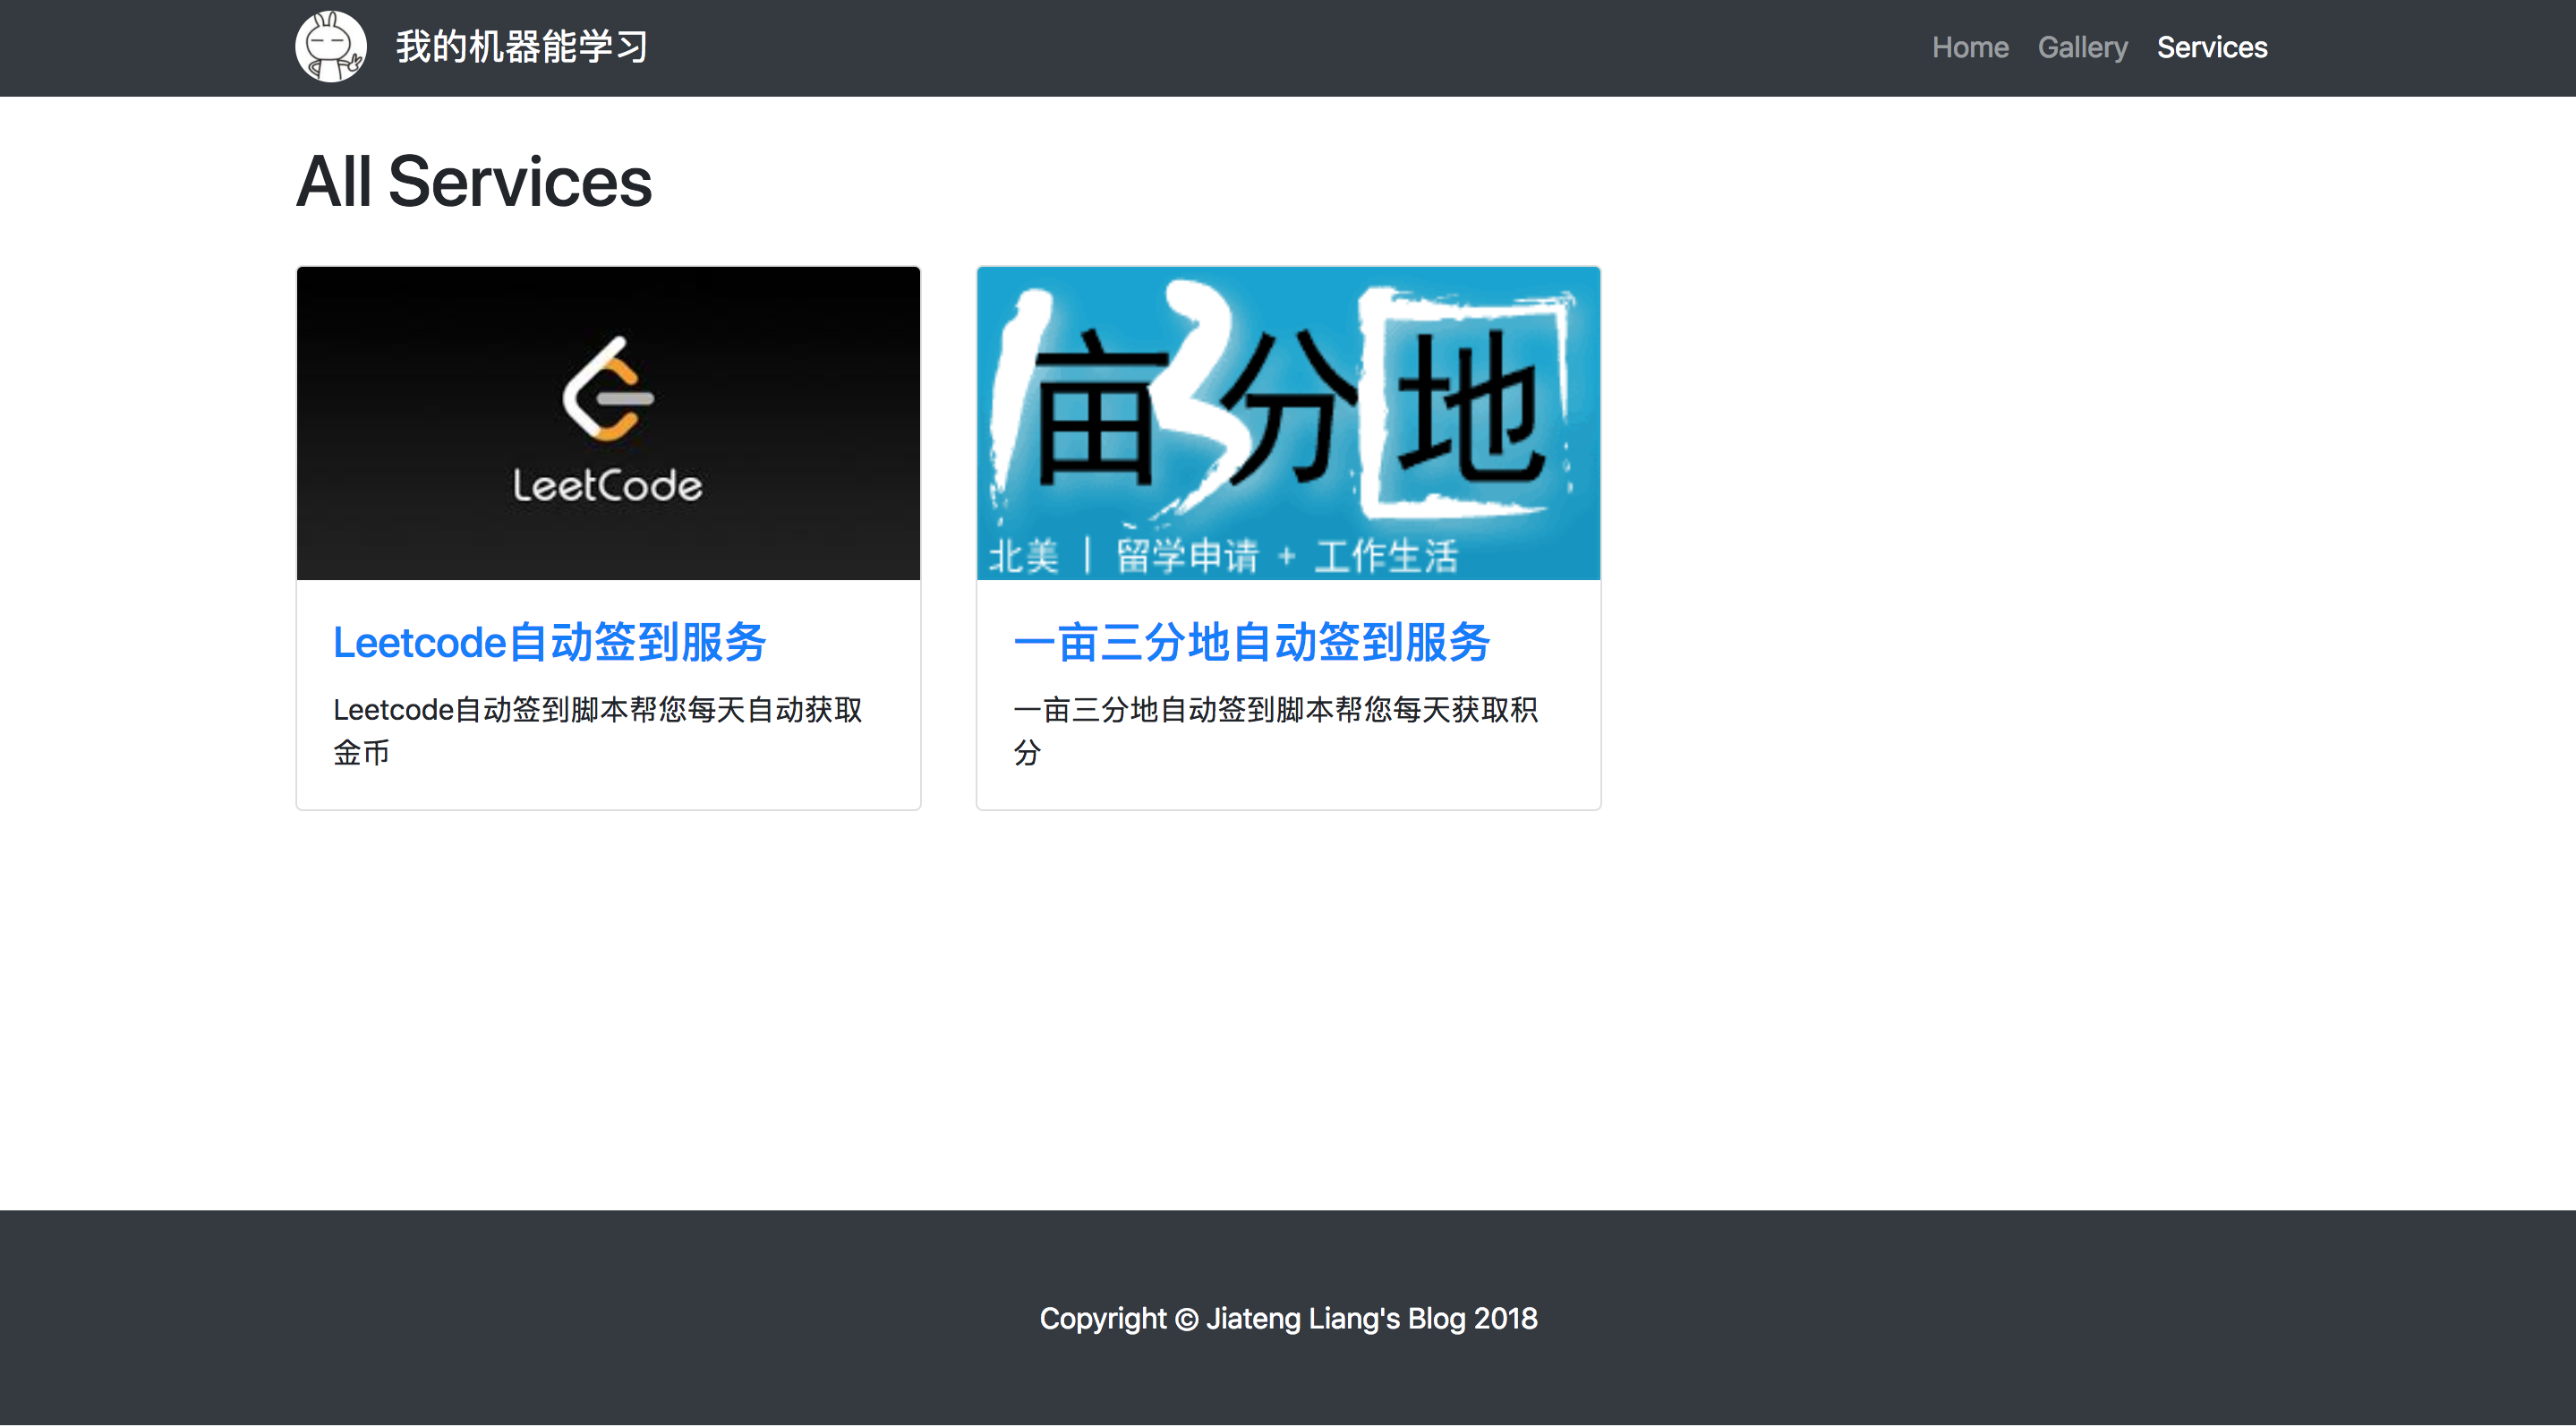 我的机器能学习
Home Gallery Services
All Services
LeetCode
1亩3分地
北美 | 留学申请 + 工作生活
Leetcode自动签到服务
Leetcode自动签到脚本帮您每天自动获取
金币
一亩三分地自动签到服务
一亩三分地自动签到脚本帮您每天获取积
分
Copyright © Jiateng Liang's Blog 2018